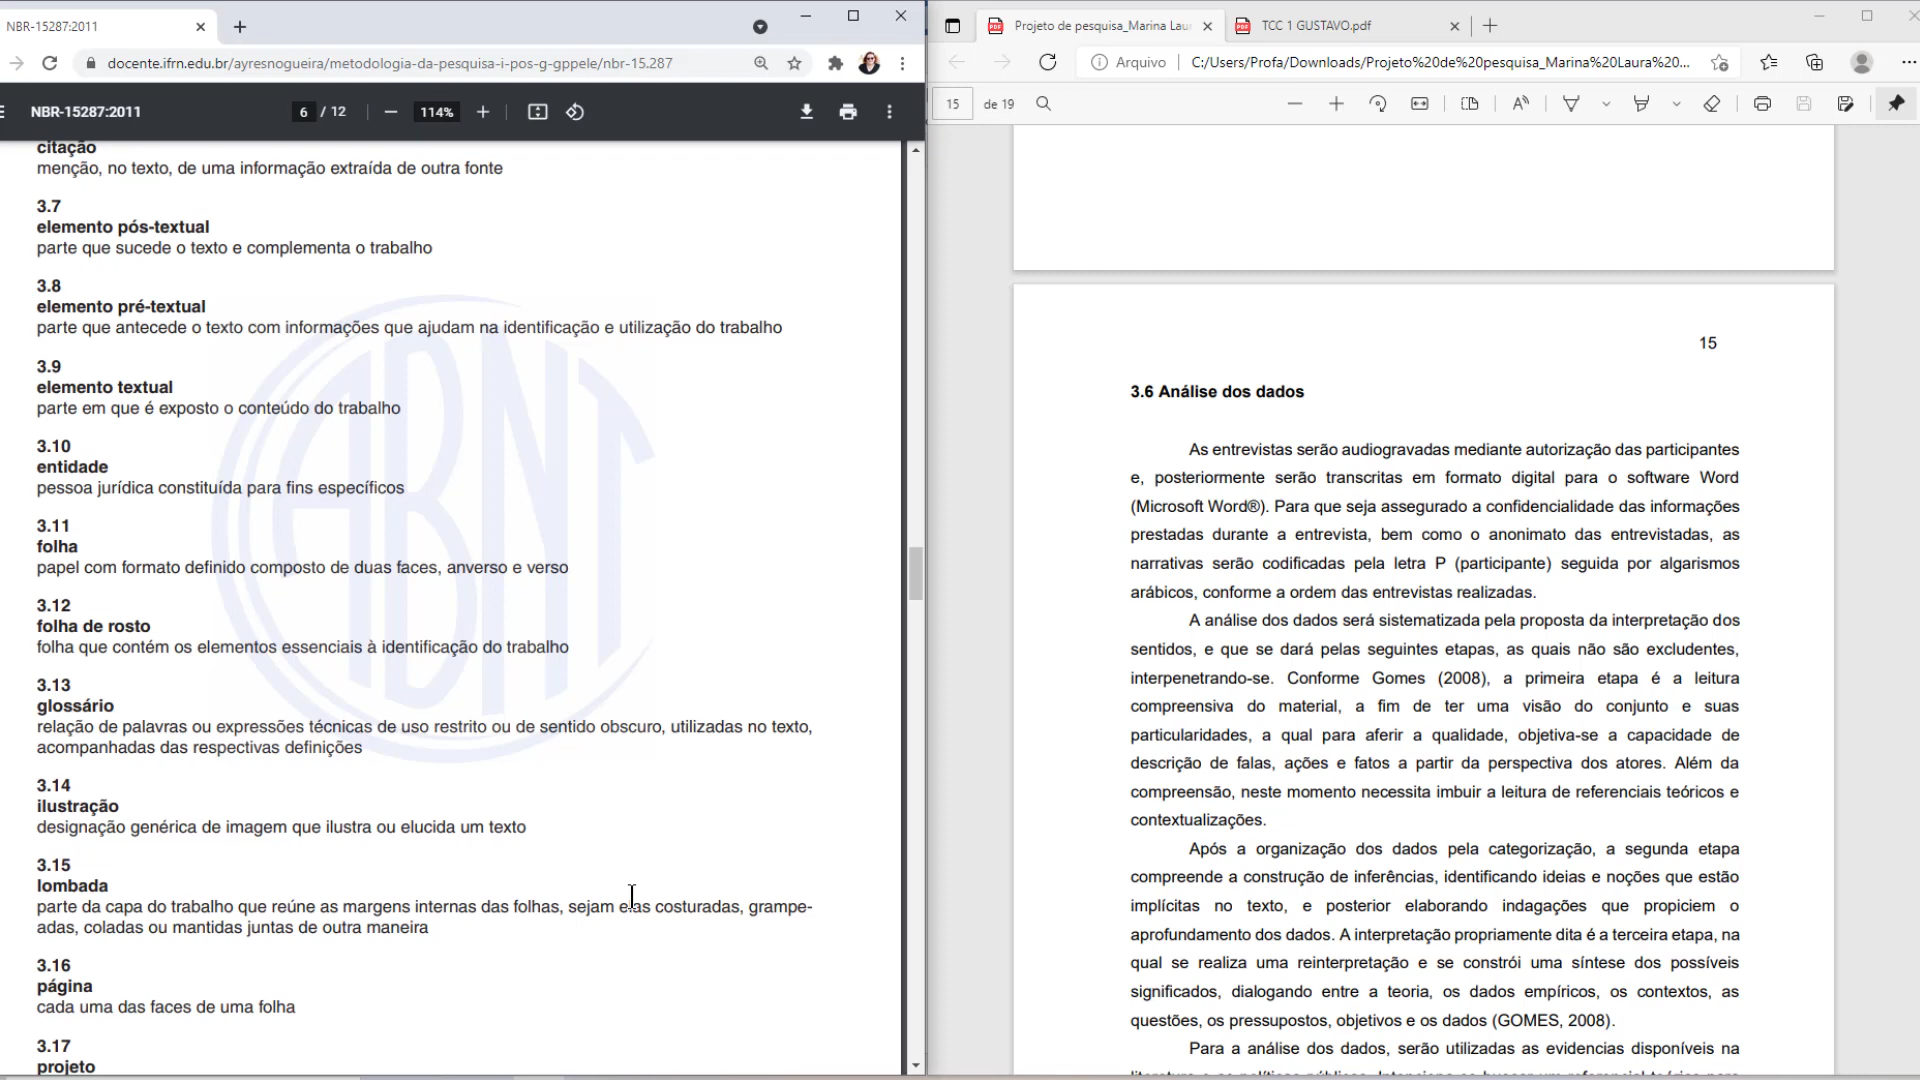 NBR-15287:2011
docente.ifrn.edu.br/ayresnogueira/metodologia-da-pesquisa-i-pos-g-gppele/nbr-15.287
NBR-15287:2011
6 / 12
114%
citação
menção, no texto, de uma informação extraída de outra fonte
3.7
elemento pós-textual
parte que sucede o texto e complementa o trabalho
3.8
elemento pré-textual
parte que antecede o texto com informações que ajudam na identificação e utilização do trabalho
3.9
elemento textual
parte em que é exposto o conteúdo do trabalho
3.10
entidade
pessoa jurídica constituída para fins específicos
3.11
folha
papel com formato definido composto de duas faces, anverso e verso
3.12
folha de rosto
folha que contém os elementos essenciais à identificação do trabalho
3.13
glossário
relação de palavras ou expressões técnicas de uso restrito ou de sentido obscuro, utilizadas no texto,
acompanhadas das respectivas definições
3.14
ilustração
designação genérica de imagem que ilustra ou elucida um texto
3.15
lombada
parte da capa do trabalho que reúne as margens internas das folhas, sejam elas costuradas, grampe-
adas, coladas ou mantidas juntas de outra maneira
3.16
página
cada uma das faces de uma folha
3.17
projeto
ABNT
Projeto de pesquisa_Marina Lau
TCC 1 GUSTAVO.pdf
Arquivo
C:/Users/Profa/Downloads/Projeto%20de%20pesquisa_Marina%20Laura%20...
15 de 19
15
3.6 Análise dos dados
As entrevistas serão audiogravadas mediante autorização das participantes
e, posteriormente serão transcritas em formato digital para o software Word
(Microsoft Word®). Para que seja assegurado a confidencialidade das informações
prestadas durante a entrevista, bem como o anonimato das entrevistadas, as
narrativas serão codificadas pela letra P (participante) seguida por algarismos
arábicos, conforme a ordem das entrevistas realizadas.
A análise dos dados será sistematizada pela proposta da interpretação dos
sentidos, e que se dará pelas seguintes etapas, as quais não são excludentes,
interpenetrando-se. Conforme Gomes (2008), a primeira etapa é a leitura
compreensiva do material, a fim de ter uma visão do conjunto e suas
particularidades, a qual para aferir a qualidade, objetiva-se a capacidade de
descrição de falas, ações e fatos a partir da perspectiva dos atores. Além da
compreensão, neste momento necessita imbuir a leitura de referenciais teóricos e
contextualizações.
Após a organização dos dados pela categorização, a segunda etapa
compreende a construção de inferências, identificando ideias e noções que estão
implícitas no texto, e posterior elaborando indagações que propiciem o
aprofundamento dos dados. A interpretação propriamente dita é a terceira etapa, na
qual se realiza uma reinterpretação e se constrói uma síntese dos possíveis
significados, dialogando entre a teoria, os dados empíricos, os contextos, as
questões, os pressupostos, objetivos e os dados (GOMES, 2008).
Para a análise dos dados, serão utilizadas as evidencias disponíveis na